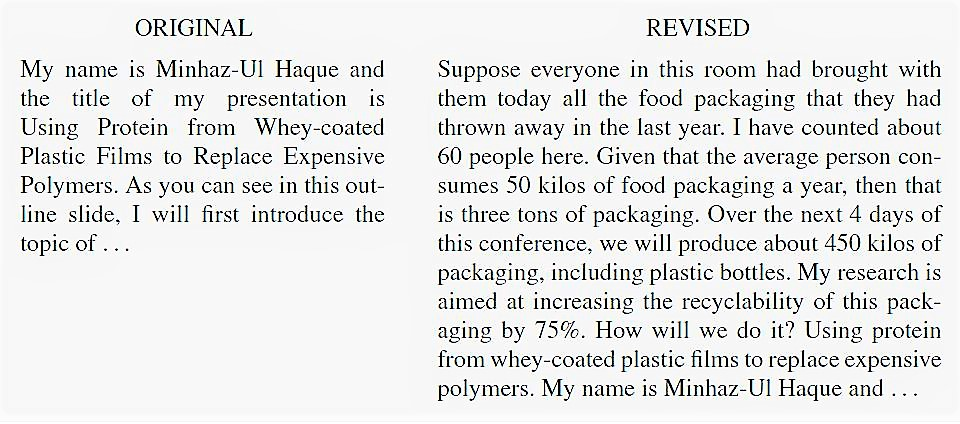 ORIGINAL
My name is Minhaz-Ul Haque and
the title of my presentation is
Using Protein from Whey-coated
Plastic Films to Replace Expensive
Polymers. As you can see in this out-
line slide, I will first introduce the
topic of . . .
REVISED
Suppose everyone in this room had brought with
them today all the food packaging that they had
thrown away in the last year. I have counted about
60 people here. Given that the average person con-
sumes 50 kilos of food packaging a year, then that
is three tons of packaging. Over the next 4 days of
this conference, we will produce about 450 kilos of
packaging, including plastic bottles. My research is
aimed at increasing the recyclability of this pack-
aging by 75%. How will we do it? Using protein
from whey-coated plastic films to replace expensive
polymers. My name is Minhaz-Ul Haque and . . .